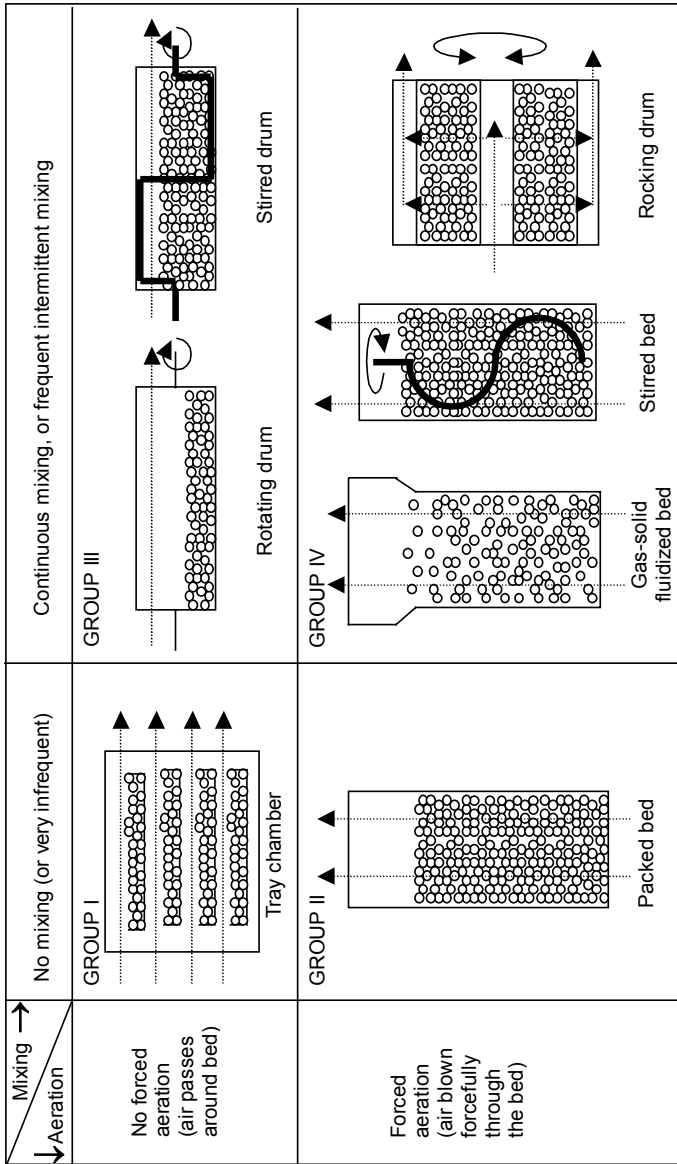 Mixing →
↓Aeration
No mixing (or very infrequent)
Continuous mixing, or frequent intermittent mixing
No forced
aeration
(air passes
around bed)
GROUP I
Tray chamber
GROUP III
Rotating drum
Stirred drum
Forced
aeration
(air blown
forcefully
through
the bed)
GROUP II
Packed bed
GROUP IV
Gas-solid
fluidized bed
Stirred bed
Rocking drum